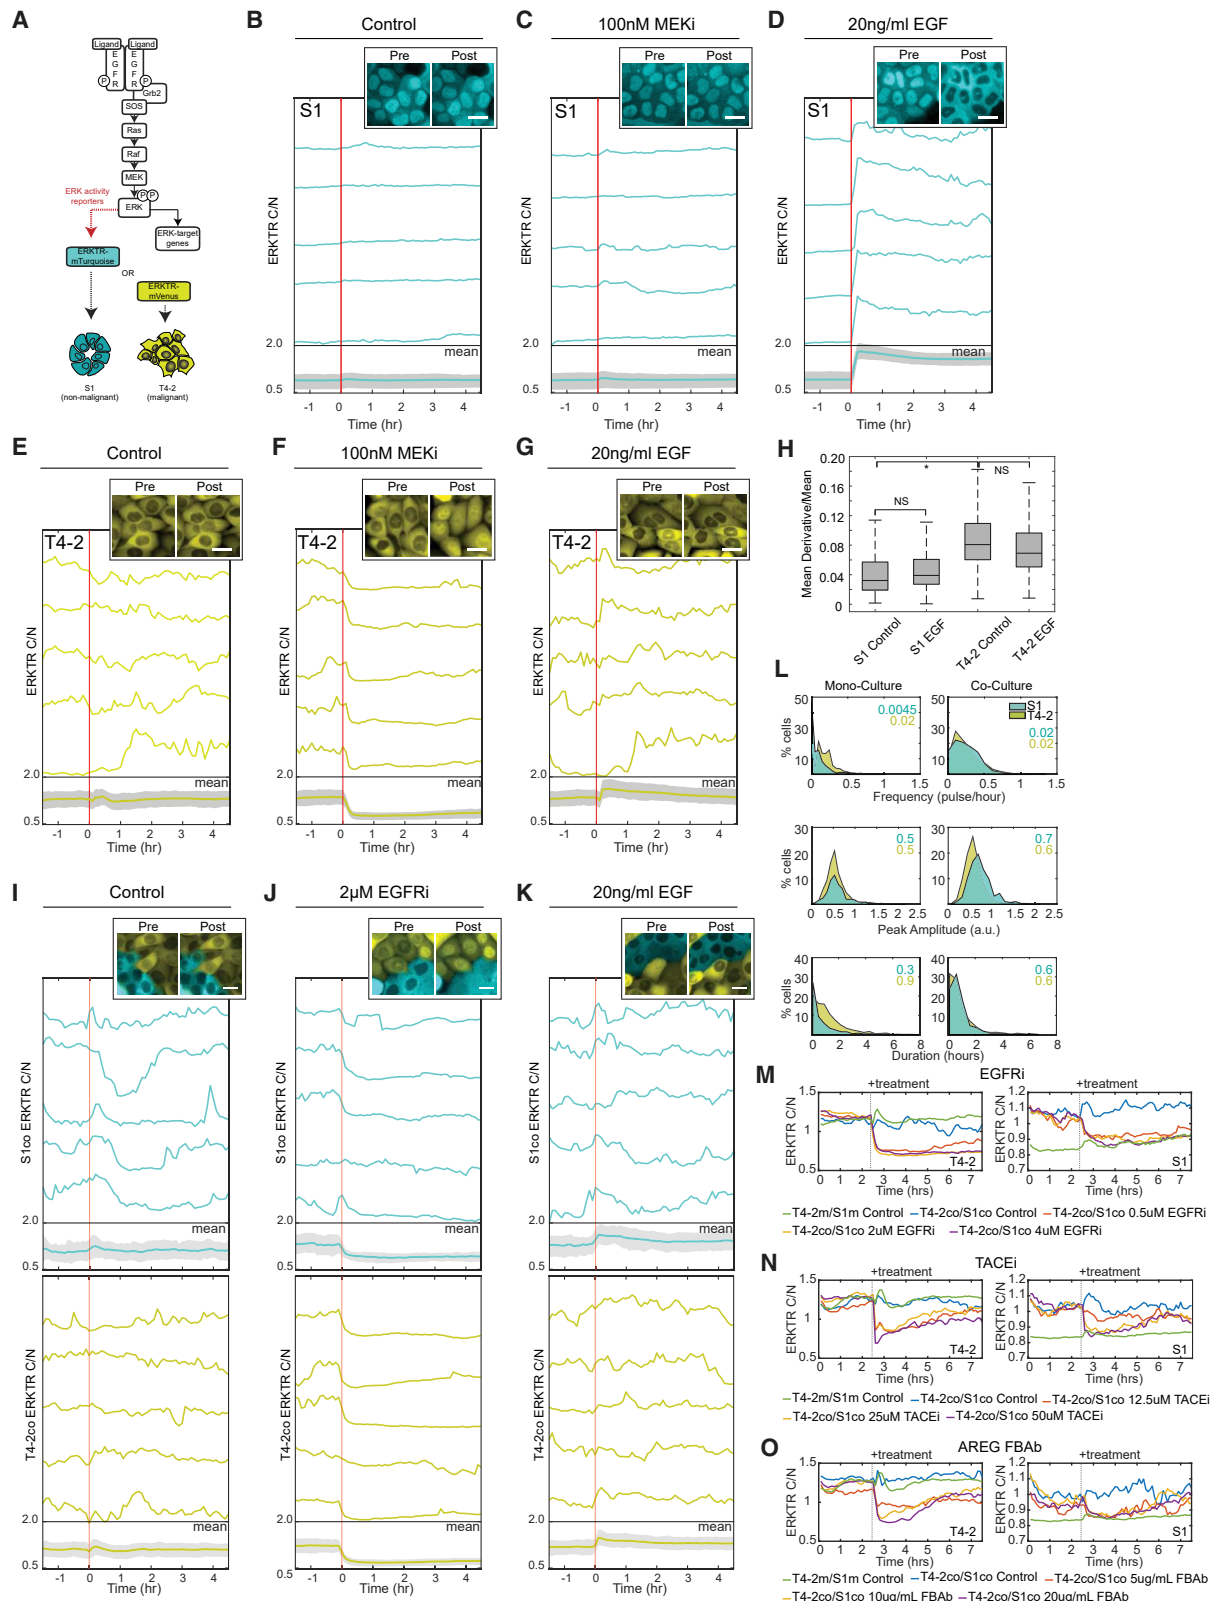 A
Ligand Ligand
E G F R
E G F R
P P
Grb2
SOS
Ras
Raf
MEK
P P
ERK
ERK activity
reporters
ERK-target
genes
ERKTR-
mTurquoise
OR
ERKTR-
mVenus
S1
(non-malignant)
T4-2
(malignant)
B
Control
Pre Post
S1
ERKTR C/N
2.0
mean
0.5
-1 0 1 2 3 4
Time (hr)
C
100nM MEKi
Pre Post
S1
ERKTR C/N
2.0
mean
0.5
-1 0 1 2 3 4
Time (hr)
D
20ng/ml EGF
Pre Post
S1
ERKTR C/N
2.0
mean
0.5
-1 0 1 2 3 4
Time (hr)
E
Control
Pre Post
T4-2
ERKTR C/N
2.0
mean
0.5
-1 0 1 2 3 4
Time (hr)
F
100nM MEKi
Pre Post
T4-2
ERKTR C/N
2.0
mean
0.5
-1 0 1 2 3 4
Time (hr)
G
20ng/ml EGF
Pre Post
T4-2
ERKTR C/N
2.0
mean
0.5
-1 0 1 2 3 4
Time (hr)
H
Mean Derivative/Mean
0.20
0.16
0.12
0.08
0.04
0
*
NS
NS
S1 Control
S1 EGF
T4-2 Control
T4-2 EGF
I
Control
Pre Post
S1co ERKTR C/N
2.0
mean
0.5
T4-2co ERKTR C/N
2.0
mean
0.5
-1 0 1 2 3 4
Time (hr)
J
2µM EGFRi
Pre Post
S1co ERKTR C/N
2.0
mean
0.5
T4-2co ERKTR C/N
2.0
mean
0.5
-1 0 1 2 3 4
Time (hr)
K
20ng/ml EGF
Pre Post
S1co ERKTR C/N
2.0
mean
0.5
T4-2co ERKTR C/N
2.0
mean
0.5
-1 0 1 2 3 4
Time (hr)
L
Mono-Culture Co-Culture
% cells
50
30
10
0.0045
0.02
0 0.5 1 1.5
50
30
10
S1
T4-2
0.02
0.02
0 0.5 1 1.5
Frequency (pulse/hour)
% cells
30
20
10
0.5
0.5
0 0.5 1 1.5 2 2.5
30
20
10
0.7
0.6
0 0.5 1 1.5 2 2.5
Peak Amplitude (a.u.)
% cells
40
30
20
10
0.3
0.9
0 2 4 6 8
40
30
20
10
0.6
0.6
0 2 4 6 8
Duration (hours)
M
EGFRi
+treatment +treatment
ERKTR C/N
1.5
1
0.5
T4-2
0 1 2 3 4 5 6 7
Time (hrs)
ERKTR C/N
1.2
1.1
1
0.9
0.8
0.7
S1
0 1 2 3 4 5 6 7
Time (hrs)
T4-2m/S1m Control T4-2co/S1co Control T4-2co/S1co 0.5uM EGFRi
T4-2co/S1co 2uM EGFRi T4-2co/S1co 4uM EGFRi
N
TACEi
+treatment +treatment
ERKTR C/N
1.5
1
0.5
T4-2
0 1 2 3 4 5 6 7
Time (hrs)
ERKTR C/N
1.2
1.1
1
0.9
0.8
0.7
S1
0 1 2 3 4 5 6 7
Time (hrs)
T4-2m/S1m Control T4-2co/S1co Control T4-2co/S1co 12.5uM TACEi
T4-2co/S1co 25uM TACEi T4-2co/S1co 50uM TACEi
O
AREG FBAb
+treatment +treatment
ERKTR C/N
1.5
1
0.5
T4-2
0 1 2 3 4 5 6 7
Time (hrs)
ERKTR C/N
1.2
1.1
1
0.9
0.8
0.7
S1
0 1 2 3 4 5 6 7
Time (hrs)
T4-2m/S1m Control T4-2co/S1co Control T4-2co/S1co 5ug/mL FBAb
T4-2co/S1co 10ug/mL FBAb T4-2co/S1co 20ug/mL FBAb